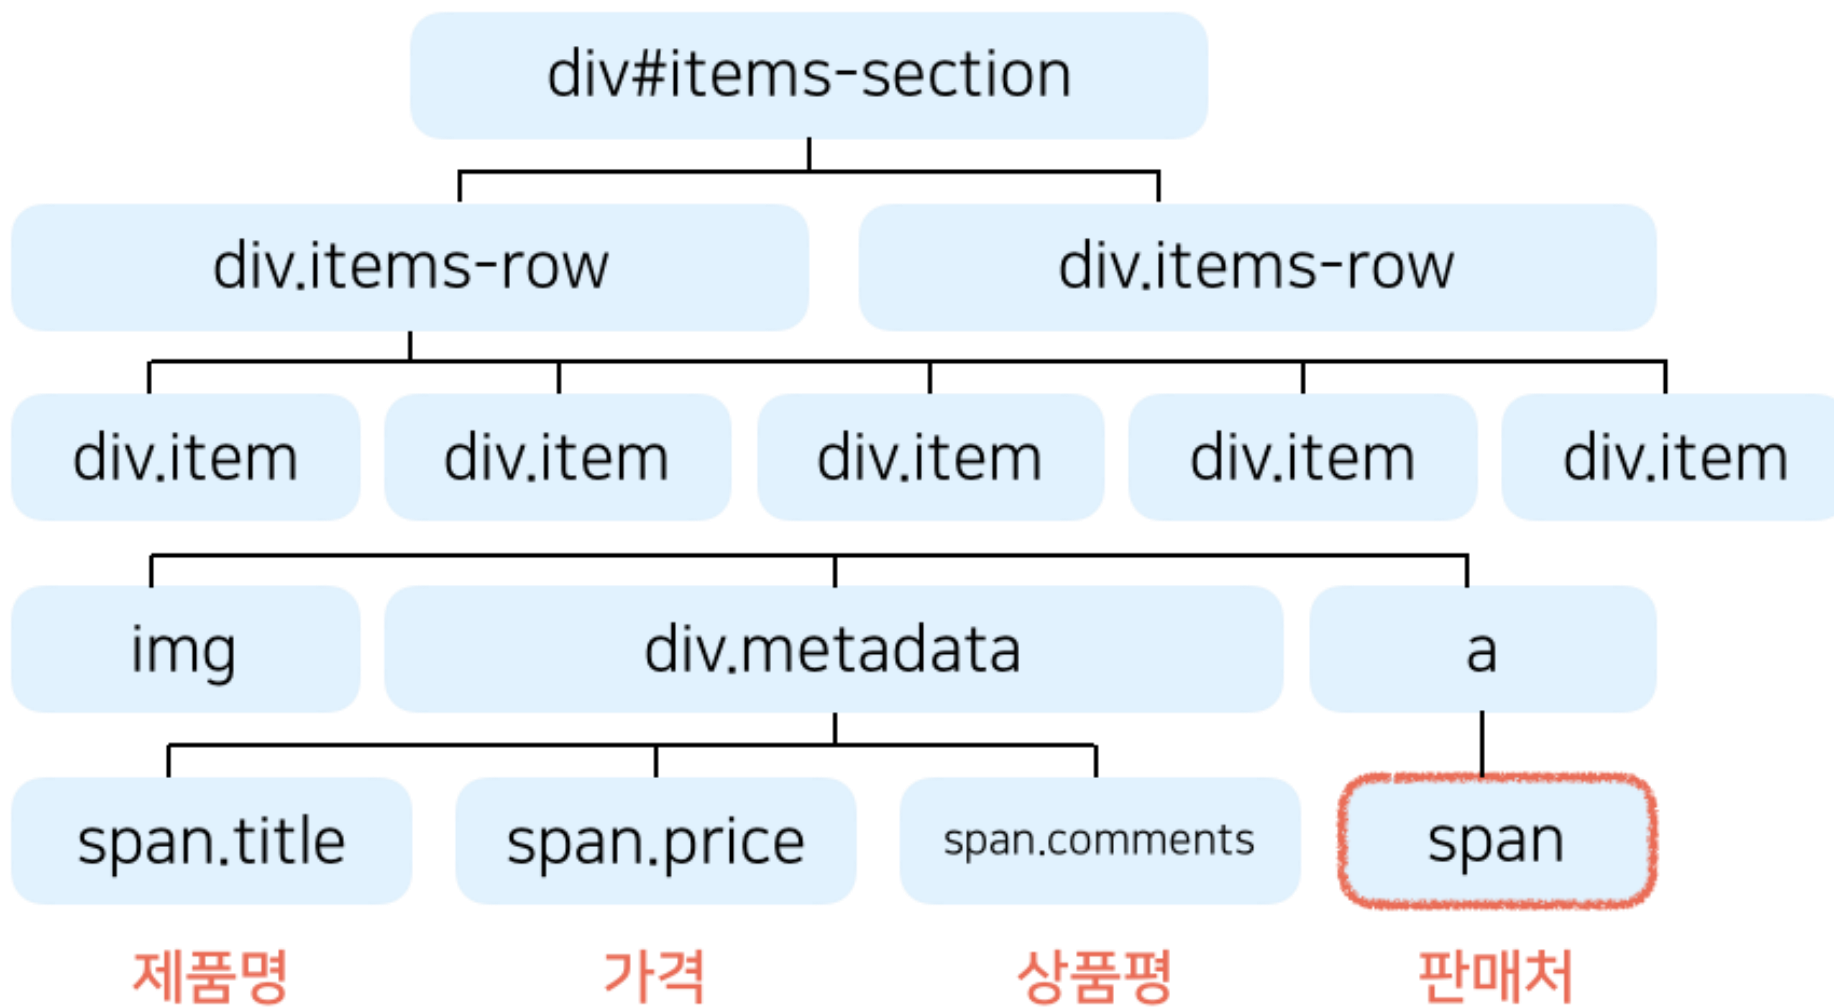 div#items-section
div.items-row
div.items-row
div.item
div.item
div.item
div.item
div.item
img
div.metadata
a
span.title
span.price
span.comments
span
제품명
가격
상품평
판매처